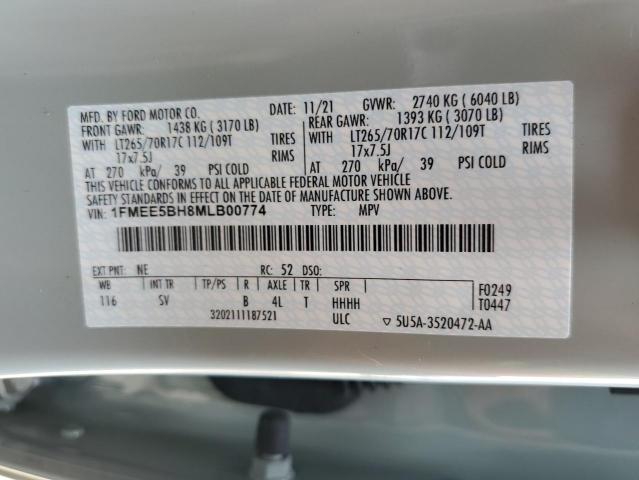 MFD. BY FORD MOTOR CO. 11/21 GVWR: 2740 KG ( 6040 LB)
FRONT GAWR: 1438 KG ( 3170 LB) REAR GAWR: 1393 KG ( 3070 LB)
WITH LT265/70R17C 112/109T TIRES WITH LT265/70R17C 112/109T TIRES
17x7.5J RIMS 17x7.5J RIMS
AT 270 kPa/ 39 PSI COLD AT 270 kPa/ 39 PSI COLD
THIS VEHICLE CONFORMS TO ALL APPLICABLE FEDERAL MOTOR VEHICLE
SAFETY STANDARDS IN EFFECT ON THE DATE OF MANUFACTURE SHOWN ABOVE.
VIN: 1FMEE5BH8MLB00774 TYPE: MPV
EXT PNT: NE RC: 52 DSO:
WB INT TR TP/PS R AXLE TR SPR F0249
116 SV B 4L T HHHH T0447
3202111187521 ULC ▽ 5U5A-3520472-AA